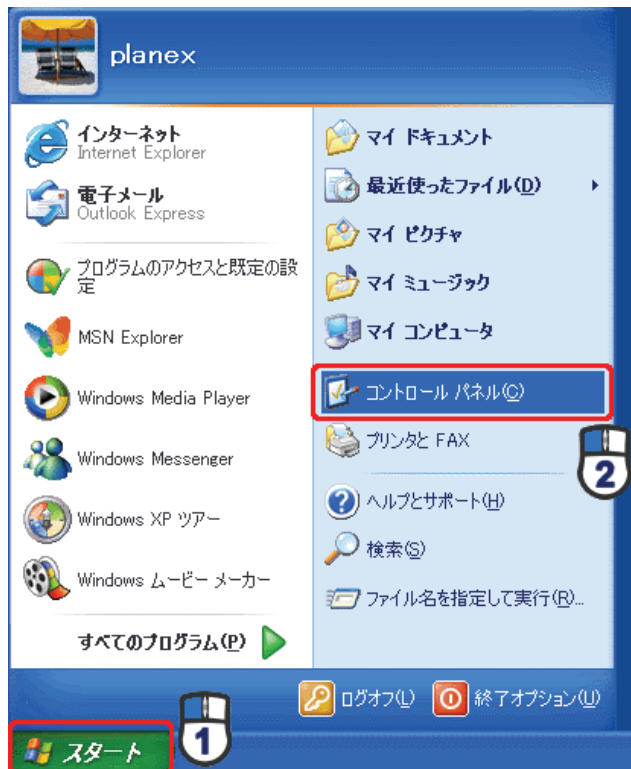 planex
インターネット
Internet Explorer
電子メール
Outlook Express
プログラムのアクセスと既定の設
定
MSN Explorer
Windows Media Player
Windows Messenger
Windows XP ツアー
Windows ムービー メーカー
すべてのプログラム(P)
マイ ドキュメント
最近使ったファイル(D)
マイ ピクチャ
マイ ミュージック
マイ コンピュータ
コントロール パネル(C)
プリンタと FAX
2
ヘルプとサポート(H)
検索(S)
ファイル名を指定して実行(R)...
ログオフ(L)
終了オプション(U)
スタート
1